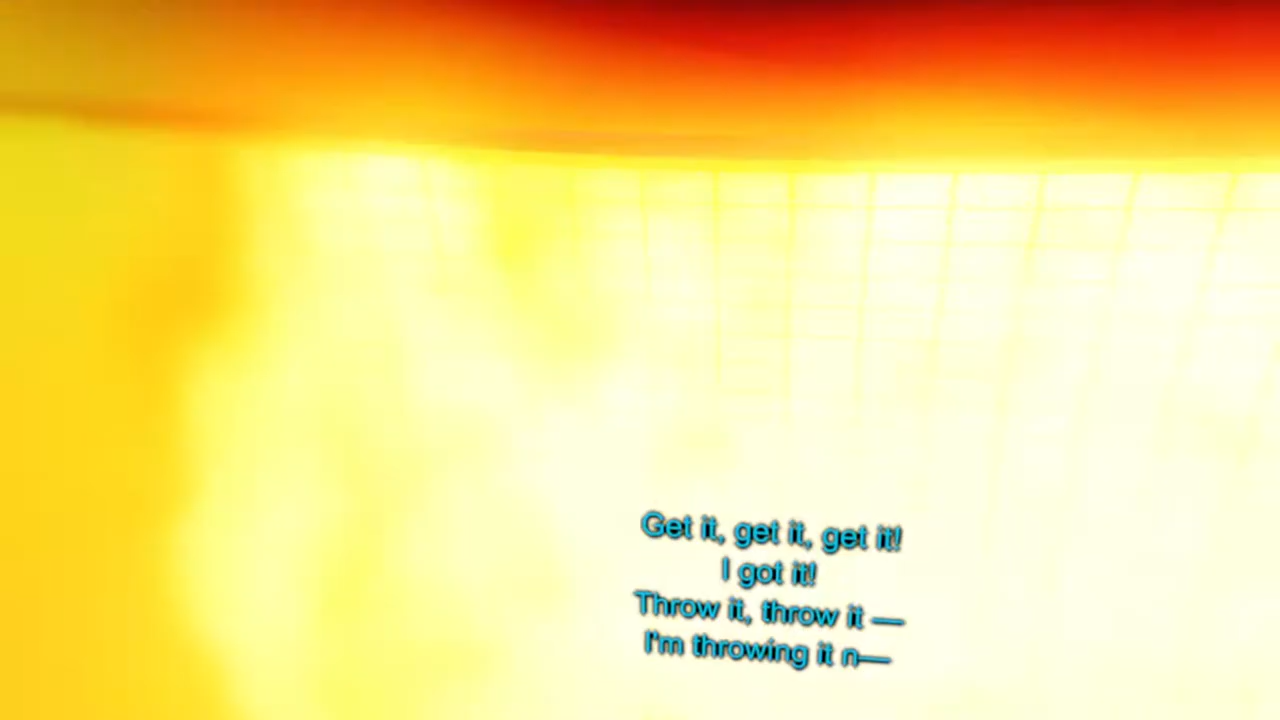 Get it, get it, get it!
I got it!
Throw it, throw it —
I'm throwing it n—